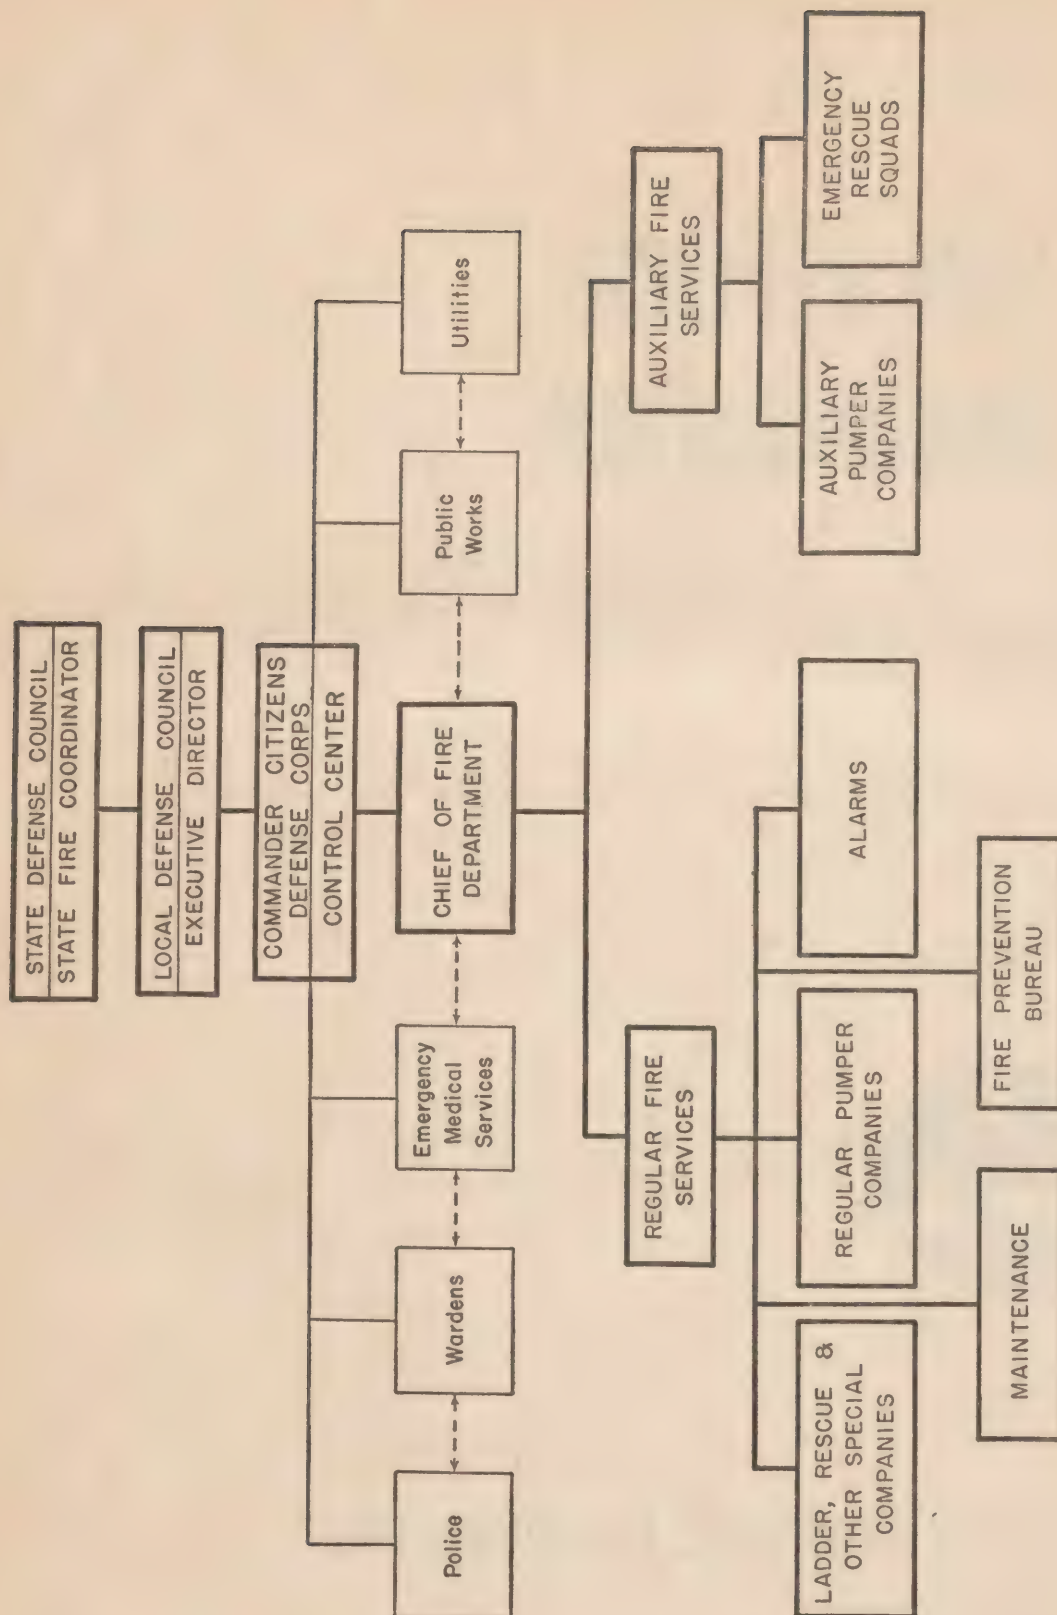 STATE DEFENSE COUNCIL
STATE FIRE COORDINATOR
LOCAL DEFENSE COUNCIL
EXECUTIVE DIRECTOR
COMMANDER CITIZENS
DEFENSE CORPS
CONTROL CENTER
Police
Wardens
Emergency
Medical
Services
CHIEF OF FIRE
DEPARTMENT
Public
Works
Utilities
REGULAR FIRE
SERVICES
AUXILIARY FIRE
SERVICES
LADDER, RESCUE &
OTHER SPECIAL
COMPANIES
REGULAR PUMPER
COMPANIES
ALARMS
AUXILIARY
PUMPER
COMPANIES
EMERGENCY
RESCUE
SQUADS
MAINTENANCE
FIRE PREVENTION
BUREAU